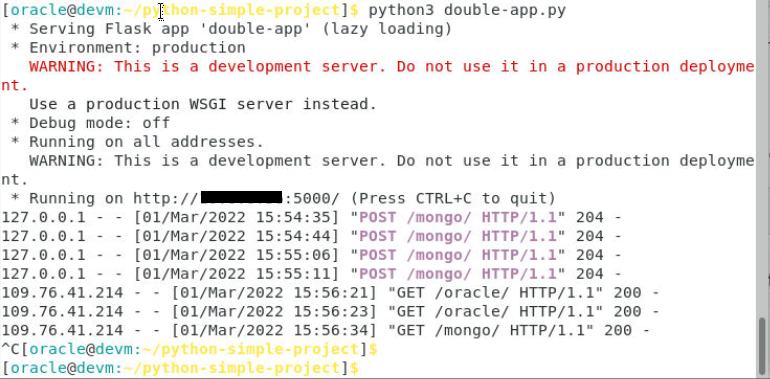 [oracle@devm:~/python-simple-project]$ python3 double-app.py
 * Serving Flask app 'double-app' (lazy loading)
 * Environment: production
   WARNING: This is a development server. Do not use it in a production deployme
nt.
   Use a production WSGI server instead.
 * Debug mode: off
 * Running on all addresses.
   WARNING: This is a development server. Do not use it in a production deployme
nt.
 * Running on http://:5000/ (Press CTRL+C to quit)
127.0.0.1 - - [01/Mar/2022 15:54:35] "POST /mongo/ HTTP/1.1" 204 -
127.0.0.1 - - [01/Mar/2022 15:54:44] "POST /mongo/ HTTP/1.1" 204 -
127.0.0.1 - - [01/Mar/2022 15:55:06] "POST /mongo/ HTTP/1.1" 204 -
127.0.0.1 - - [01/Mar/2022 15:55:11] "POST /mongo/ HTTP/1.1" 204 -
109.76.41.214 - - [01/Mar/2022 15:56:21] "GET /oracle/ HTTP/1.1" 200 -
109.76.41.214 - - [01/Mar/2022 15:56:23] "GET /oracle/ HTTP/1.1" 200 -
109.76.41.214 - - [01/Mar/2022 15:56:34] "GET /mongo/ HTTP/1.1" 200 -
^C[oracle@devm:~/python-simple-project]$
[oracle@devm:~/python-simple-project]$